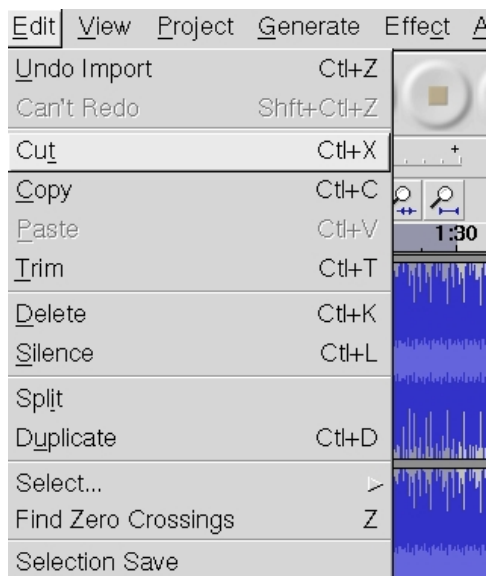 Edit View Project Generate Effect A
Undo Import Ctl+Z
Can't Redo Shft+Ctl+Z
Cut Ctl+X
Copy Ctl+C
Paste Ctl+V
1:30
Trim Ctl+T
Delete Ctl+K
Silence Ctl+L
Split
Duplicate Ctl+D
Select...
Find Zero Crossings Z
Selection Save